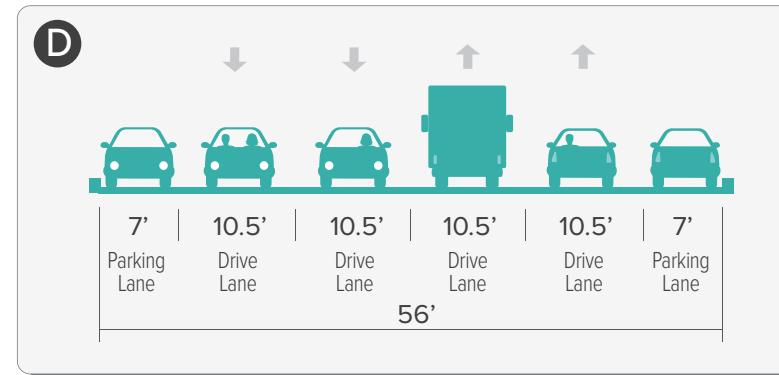 D
7’ 10.5’ 10.5’ 10.5’ 10.5’ 7’
Parking Drive Drive Drive Drive Parking
Lane Lane Lane Lane Lane Lane
56’